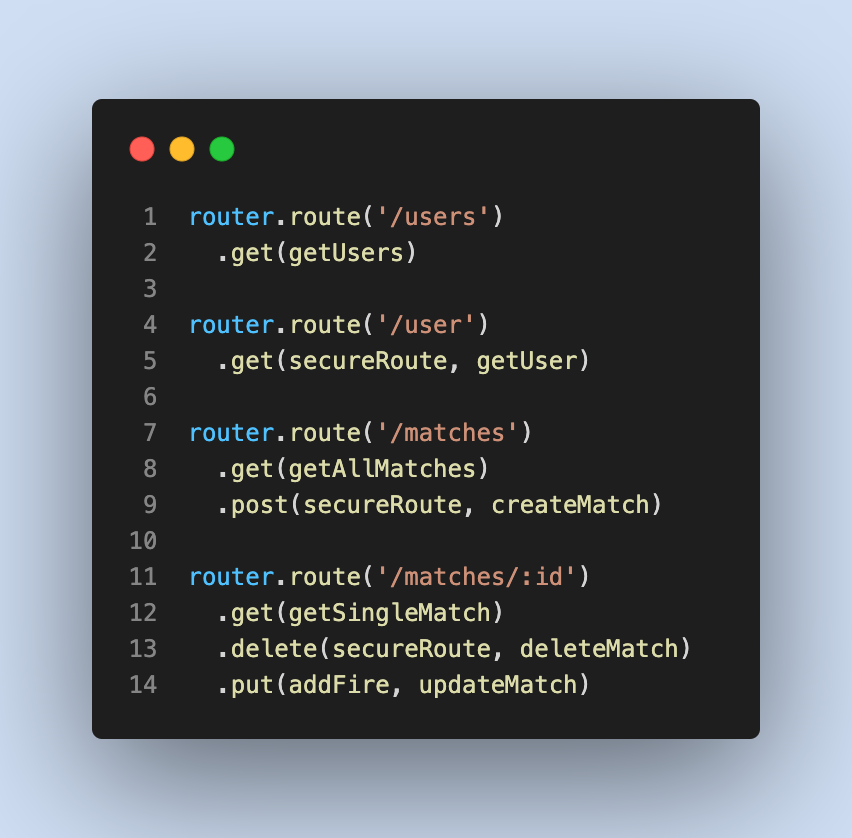 1 router.route('/users')
2   .get(getUsers)
3
4 router.route('/user')
5   .get(secureRoute, getUser)
6
7 router.route('/matches')
8   .get(getAllMatches)
9   .post(secureRoute, createMatch)
10
11 router.route('/matches/:id')
12   .get(getSingleMatch)
13   .delete(secureRoute, deleteMatch)
14   .put(addFire, updateMatch)